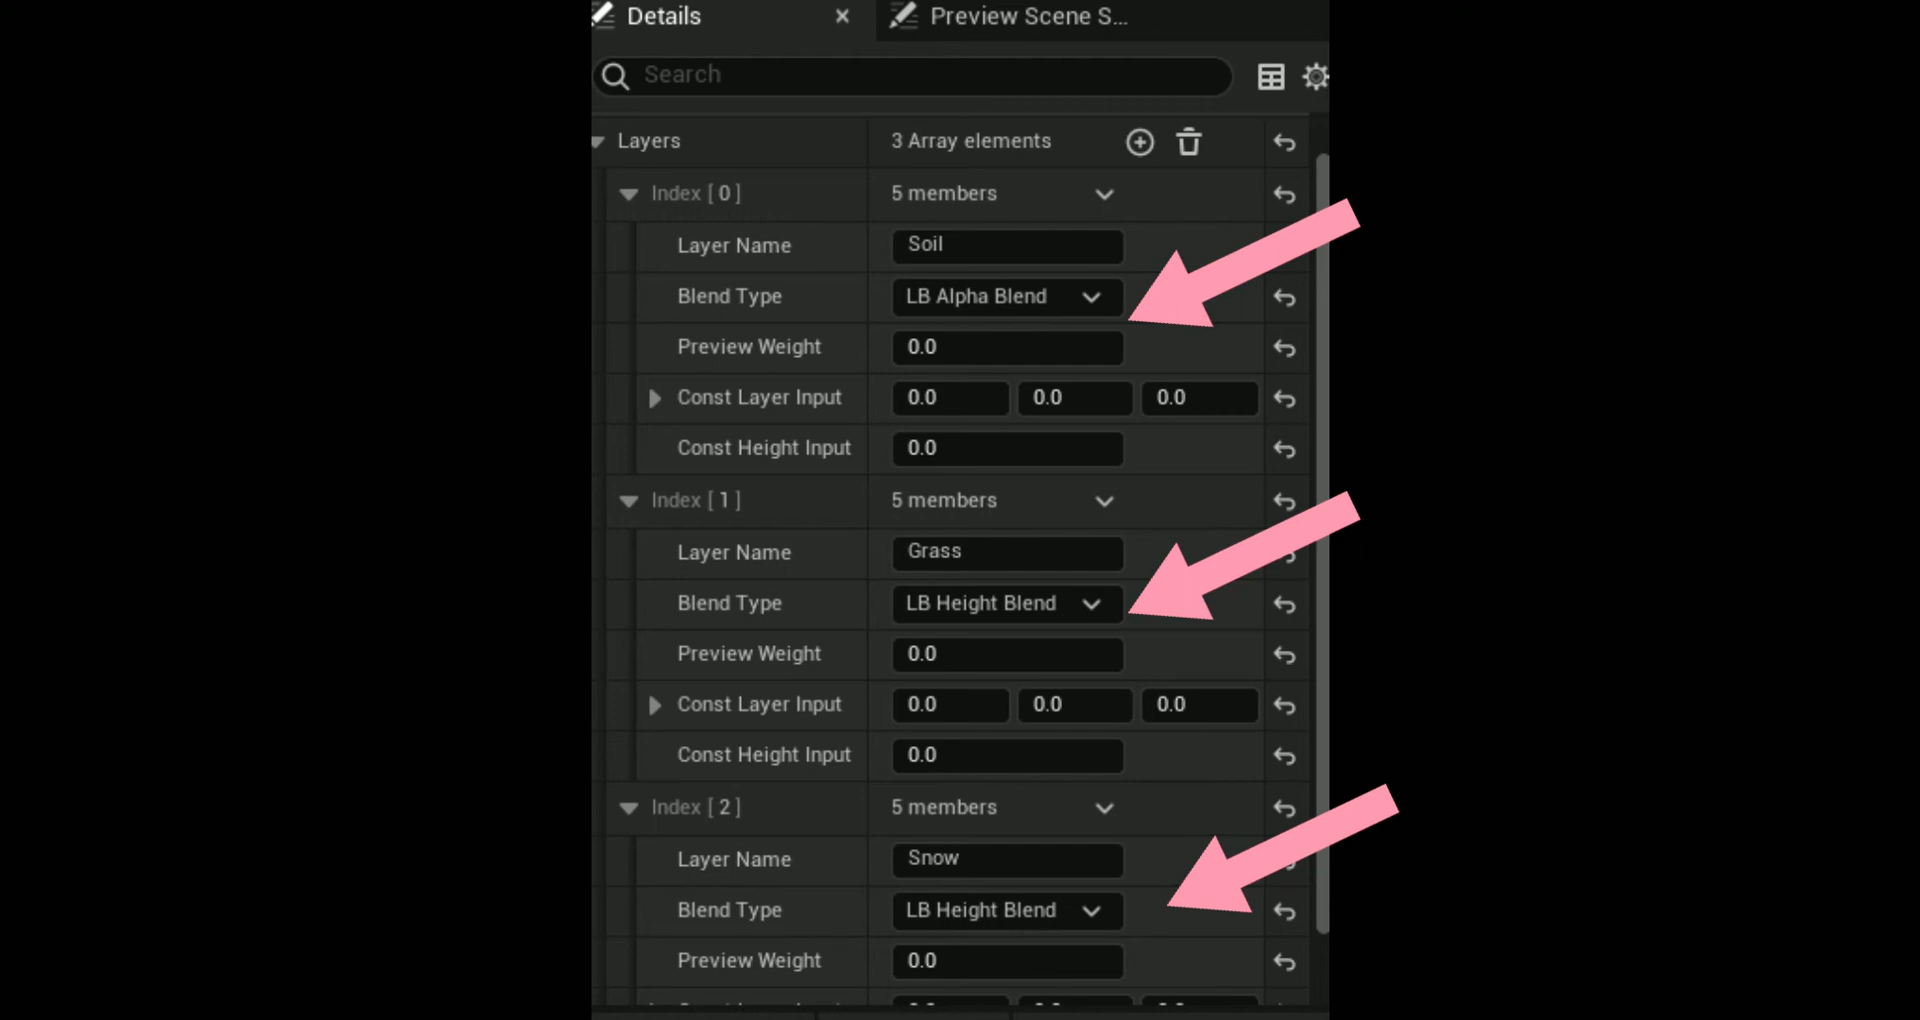 Details
Preview Scene S...
Search
Layers 3 Array elements
Index [ 0 ] 5 members
Layer Name Soil
Blend Type LB Alpha Blend
Preview Weight 0.0
Const Layer Input 0.0 0.0 0.0
Const Height Input 0.0
Index [ 1 ] 5 members
Layer Name Grass
Blend Type LB Height Blend
Preview Weight 0.0
Const Layer Input 0.0 0.0 0.0
Const Height Input 0.0
Index [ 2 ] 5 members
Layer Name Snow
Blend Type LB Height Blend
Preview Weight 0.0